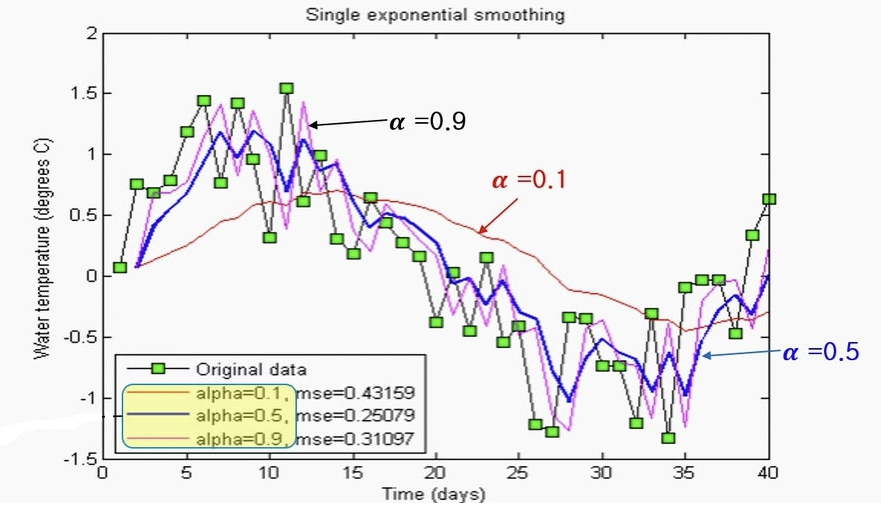 Single exponential smoothing
Water temperature (degrees C)
2
1.5
1
0.5
0
-0.5
-1
-1.5
α =0.9
α =0.1
α =0.5
Original data
alpha=0.1, mse=0.43159
alpha=0.5, mse=0.25079
alpha=0.9, mse=0.31097
0 5 10 15 20 25 30 35 40
Time (days)